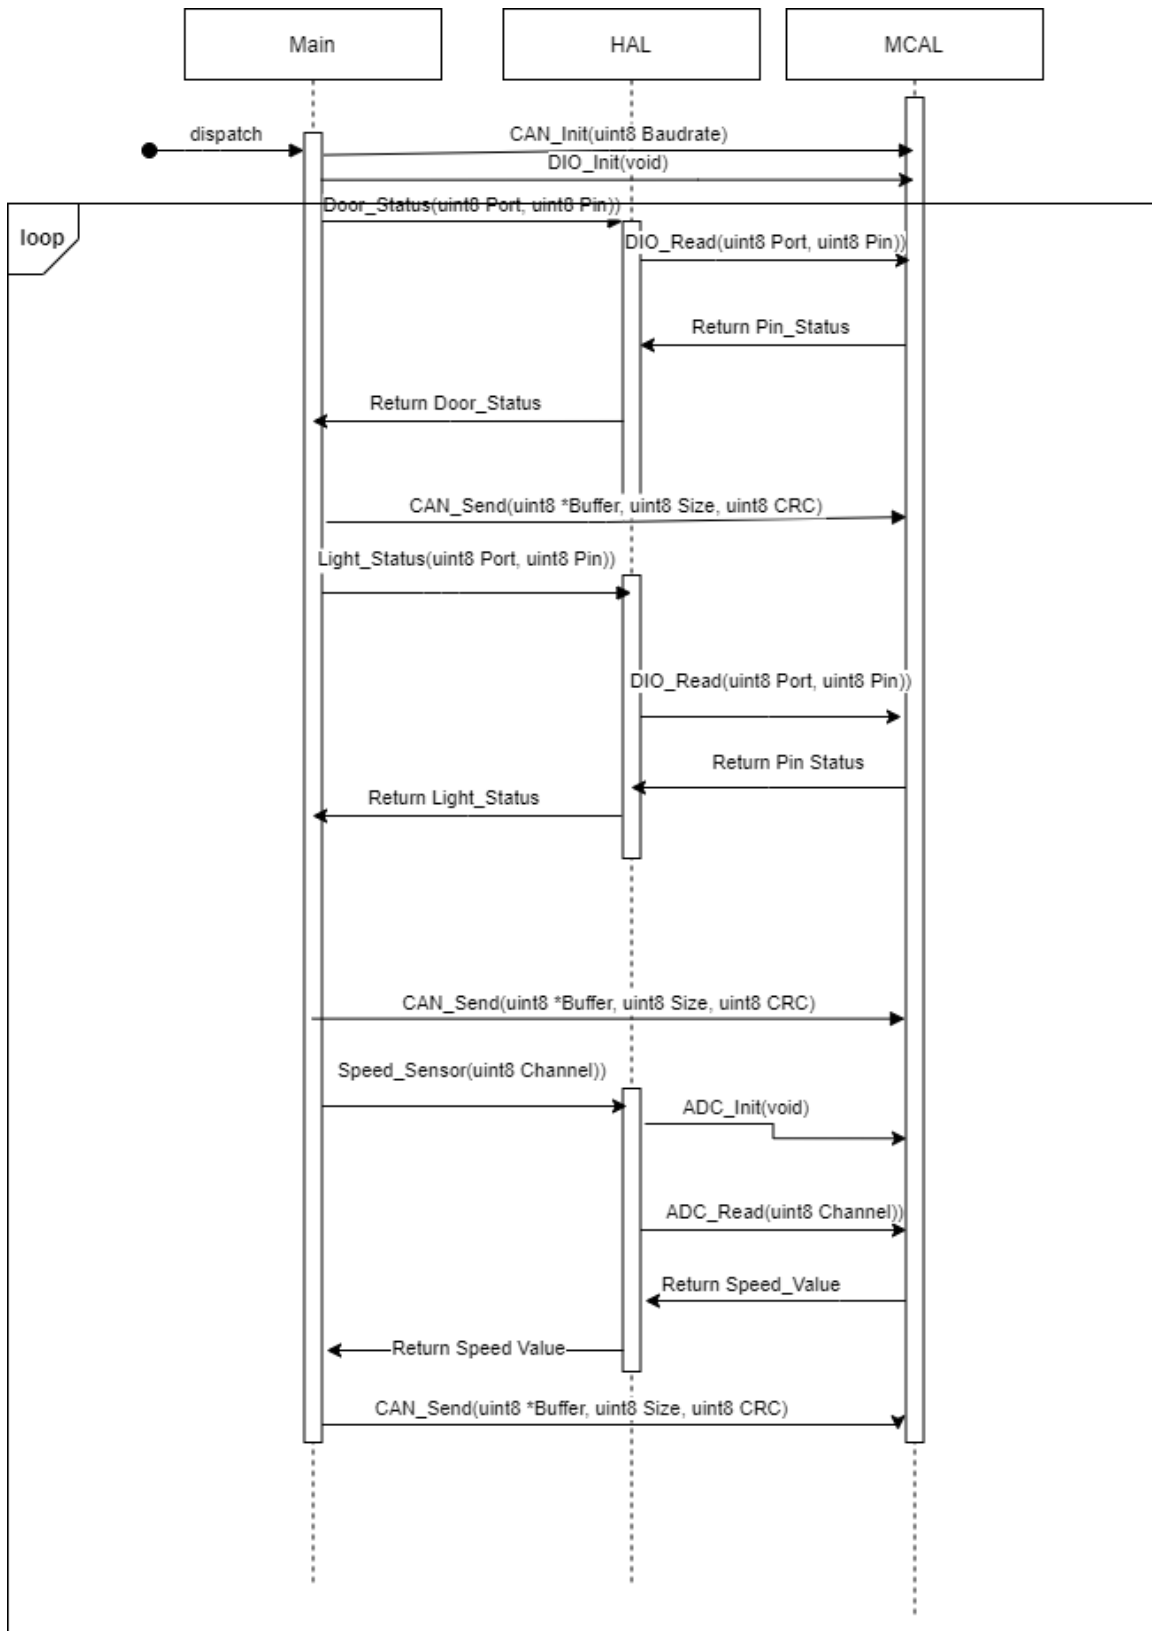 Main
HAL
MCAL
dispatch
CAN_Init(uint8 Baudrate)
DIO_Init(void)
Door_Status(uint8 Port, uint8 Pin))
loop
DIO_Read(uint8 Port, uint8 Pin))
Return Pin_Status
Return Door_Status
CAN_Send(uint8 *Buffer, uint8 Size, uint8 CRC)
Light_Status(uint8 Port, uint8 Pin))
DIO_Read(uint8 Port, uint8 Pin))
Return Pin Status
Return Light_Status
CAN_Send(uint8 *Buffer, uint8 Size, uint8 CRC)
Speed_Sensor(uint8 Channel))
ADC_Init(void)
ADC_Read(uint8 Channel))
Return Speed_Value
Return Speed Value
CAN_Send(uint8 *Buffer, uint8 Size, uint8 CRC)